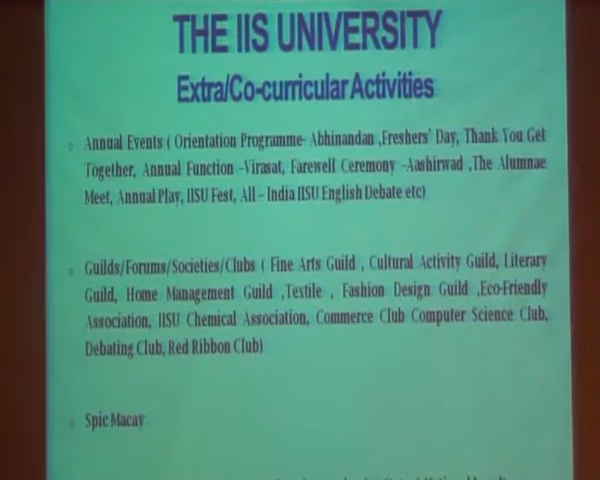 THE IIS UNIVERSITY
Extra/Co-curricular Activities
Annual Events ( Orientation Programme- Abhinandan ,Freshers' Day, Thank You Get
Together, Annual Function -Virasat, Farewell Ceremony -Aashirwad ,The Alumnae
Meet, Annual Play, IISU Fest, All - India IISU English Debate etc)
Guilds/Forums/Societies/Clubs ( Fine Arts Guild , Cultural Activity Guild, Literary
Guild, Home Management Guild ,Textile , Fashion Design Guild ,Eco-Friendly
Association, IISU Chemical Association, Commerce Club Computer Science Club,
Debating Club, Red Ribbon Club)
Spic Macay